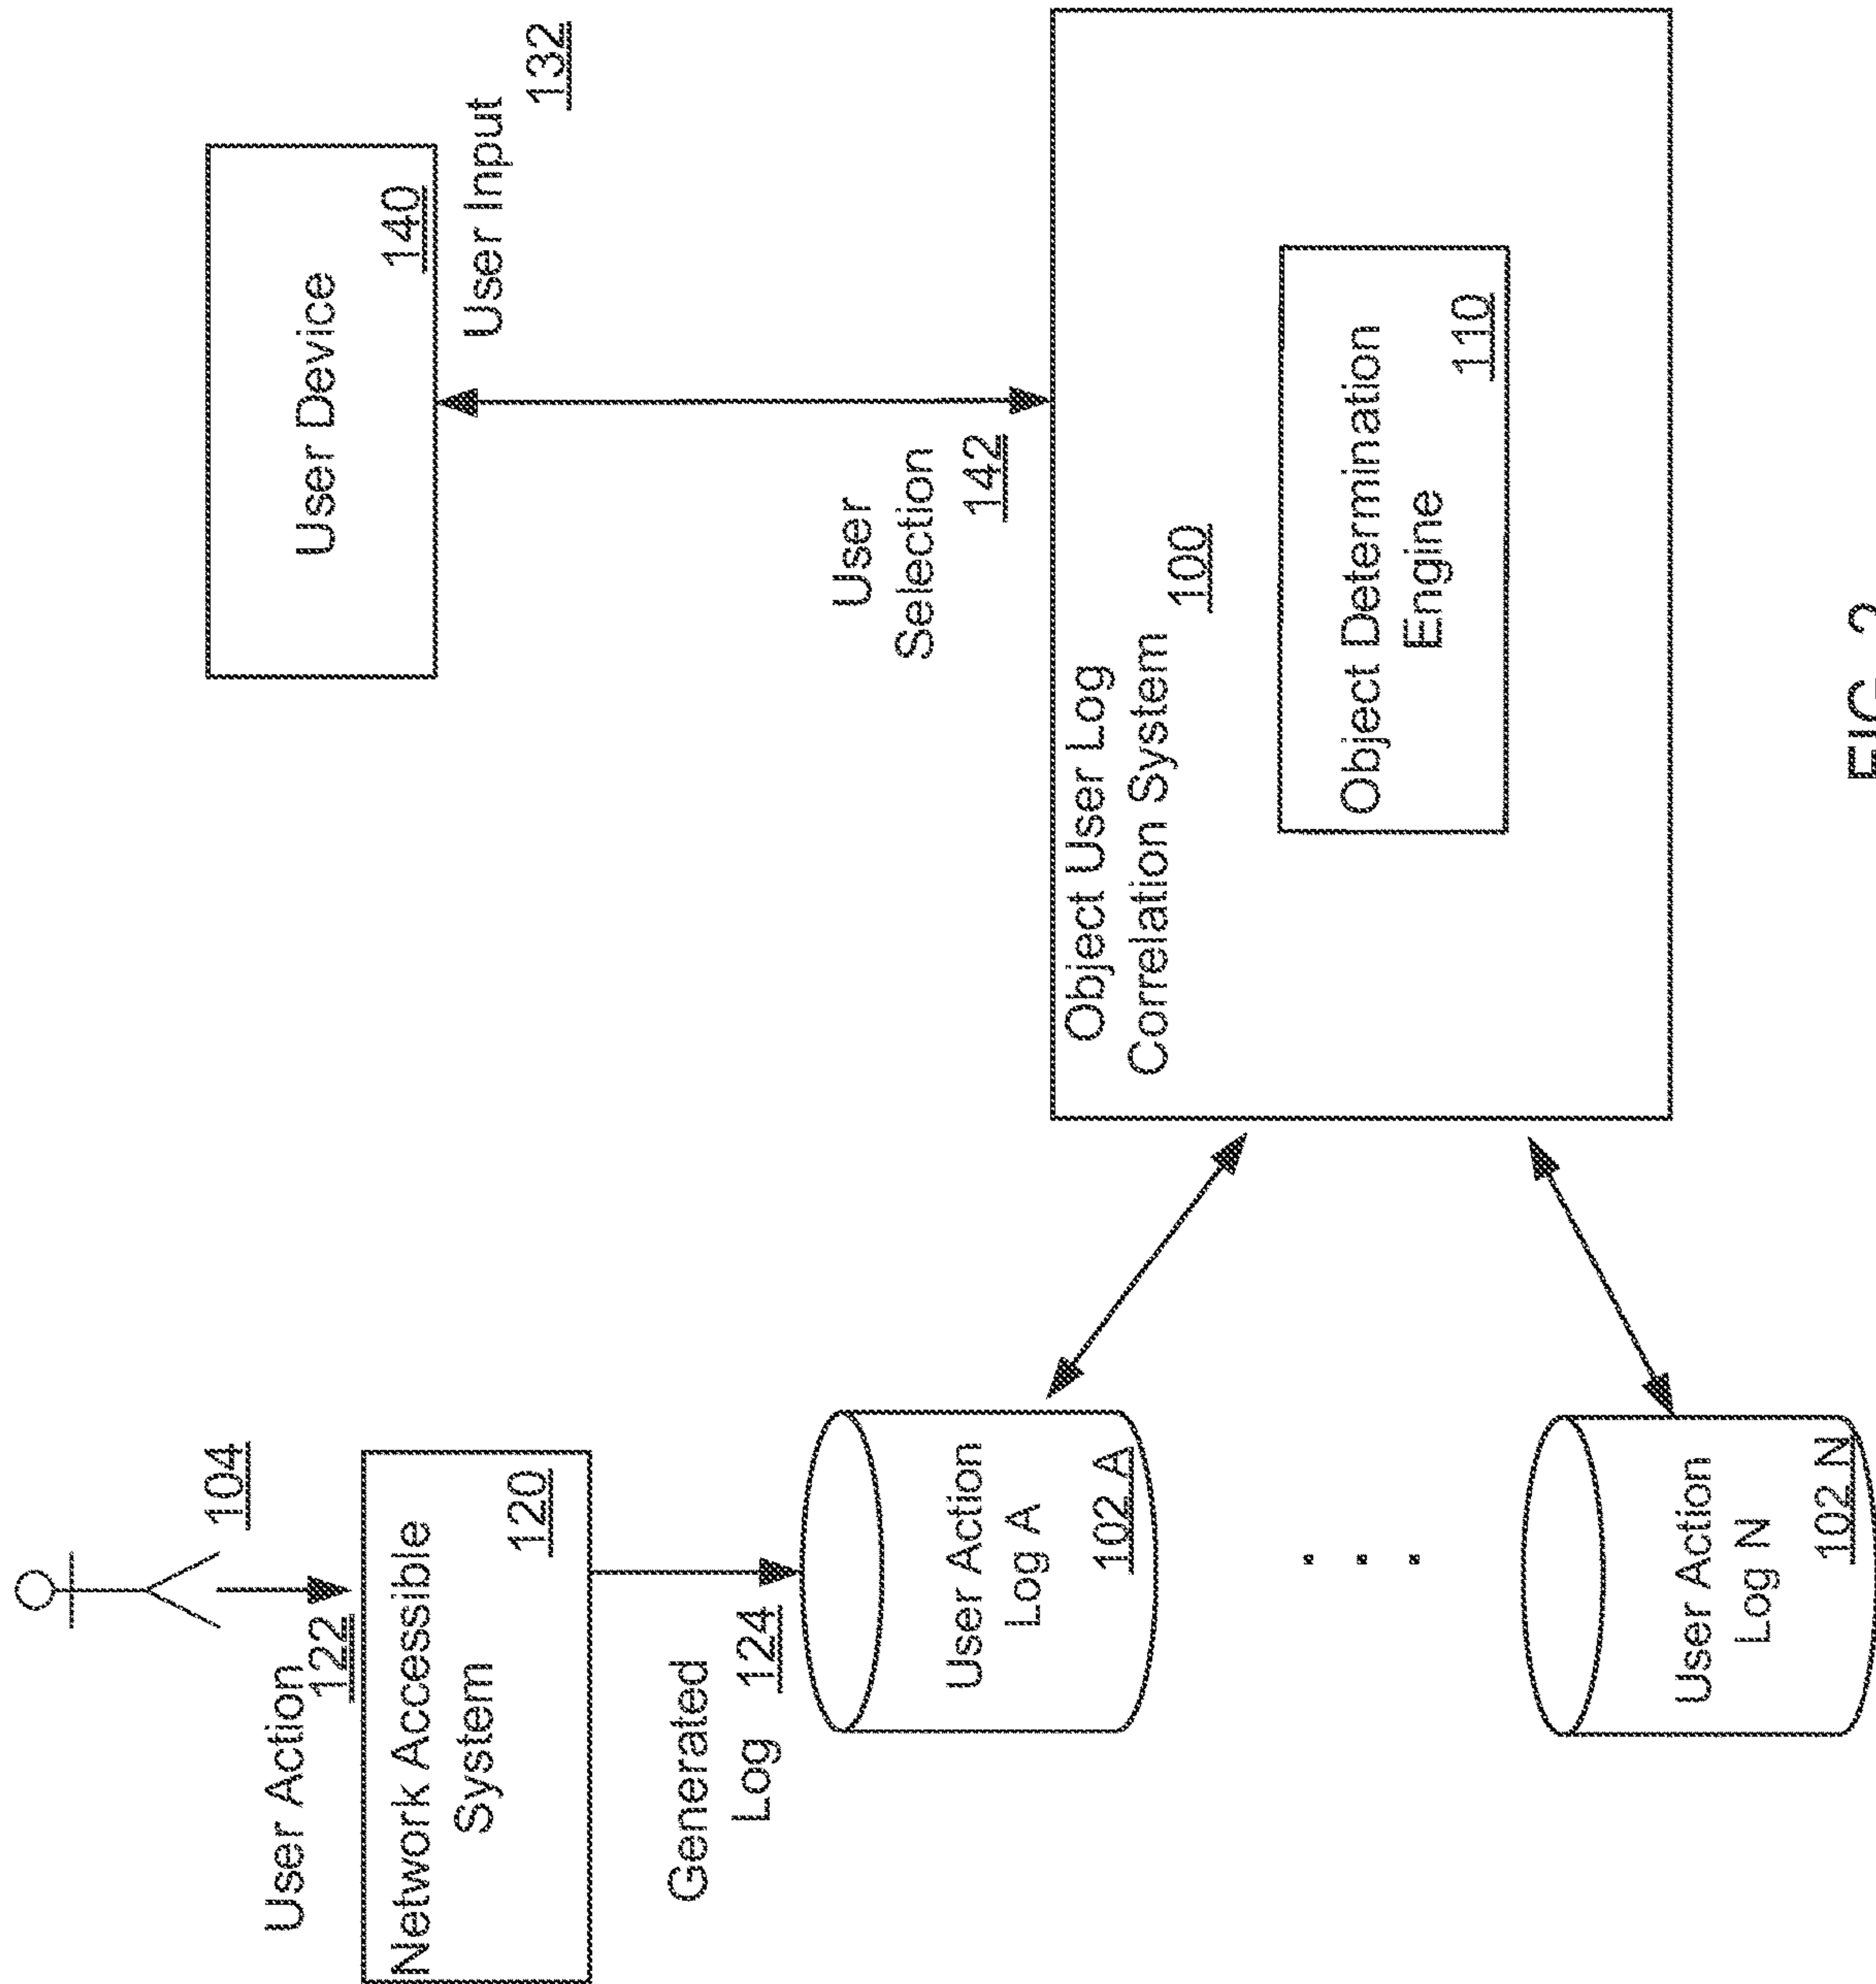 104
User Action
122
Network Accessible
System
120
Generated
Log 124
User Action
Log A
102 A
User Action
Log N
102 N
User Device
140
User Input
132
User
Selection
142
Object User Log
Correlation System
100
Object Determination
Engine
110
FIG